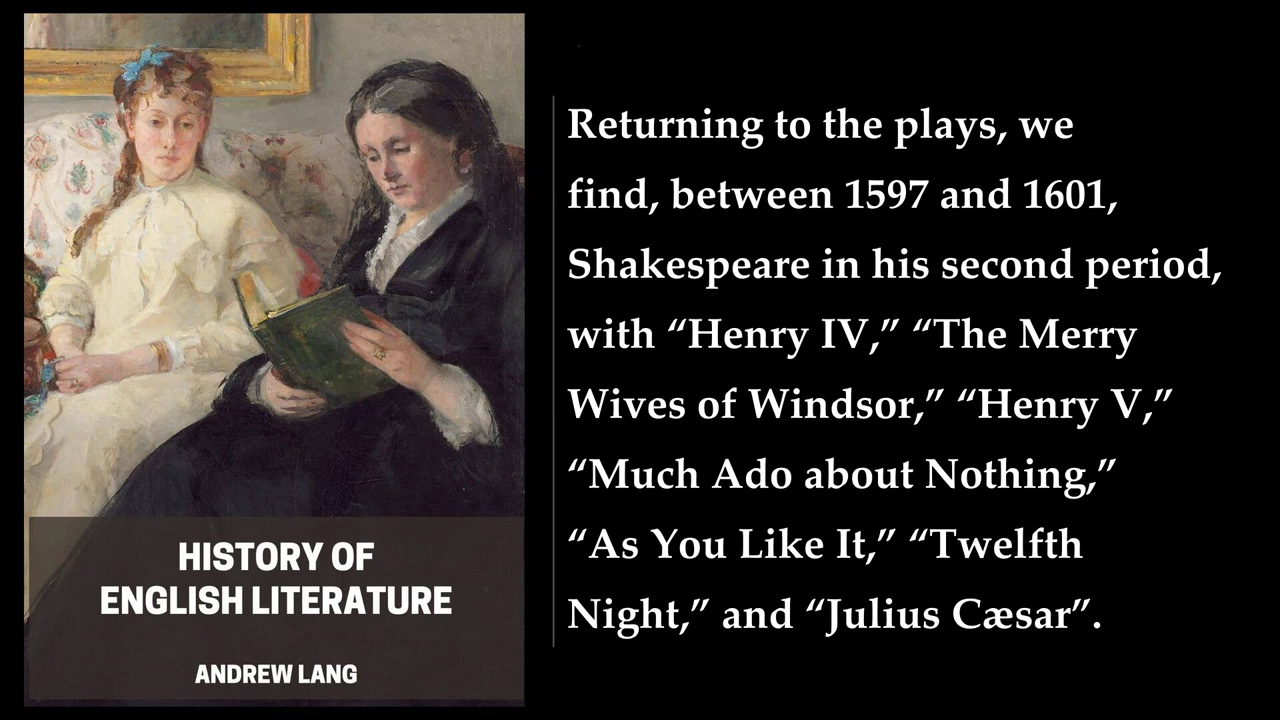 HISTORY OF
ENGLISH LITERATURE
ANDREW LANG
Returning to the plays, we
find, between 1597 and 1601,
Shakespeare in his second period,
with “Henry IV,” “The Merry
Wives of Windsor,” “Henry V,”
“Much Ado about Nothing,”
“As You Like It,” “Twelfth
Night,” and “Julius Cæsar”.